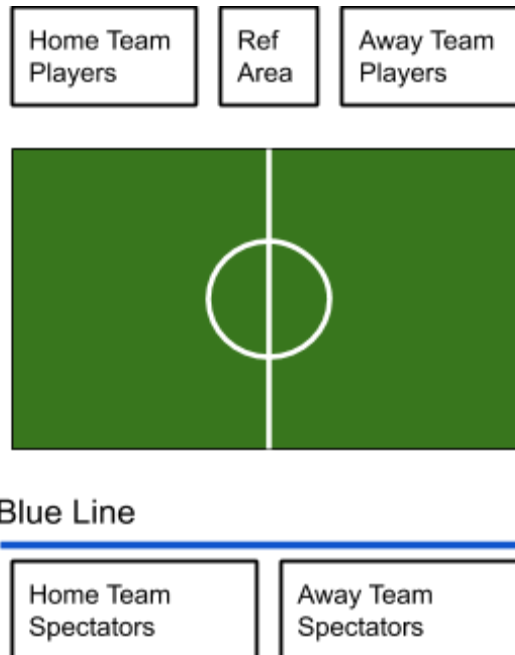 Home Team
Players
Ref
Area
Away Team
Players
Blue Line
Home Team
Spectators
Away Team
Spectators